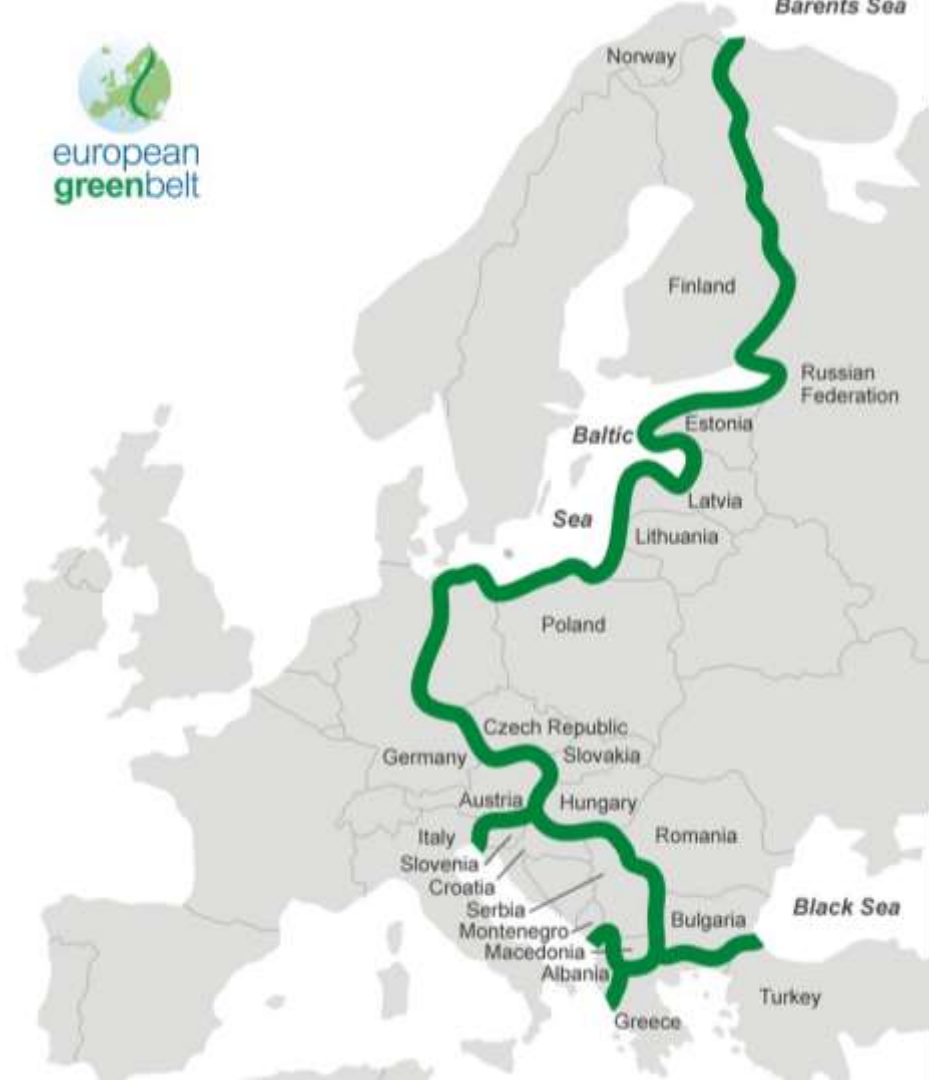 Barents Sea
Norway
european
greenbelt
Finland
Russian
Federation
Estonia
Baltic
Latvia
Sea
Lithuania
Poland
Czech Republic
Germany
Slovakia
Austria
Hungary
Italy
Romania
Slovenia
Croatia
Serbia
Black Sea
Bulgaria
Montenegro
Macedonia
Albania
Turkey
Greece